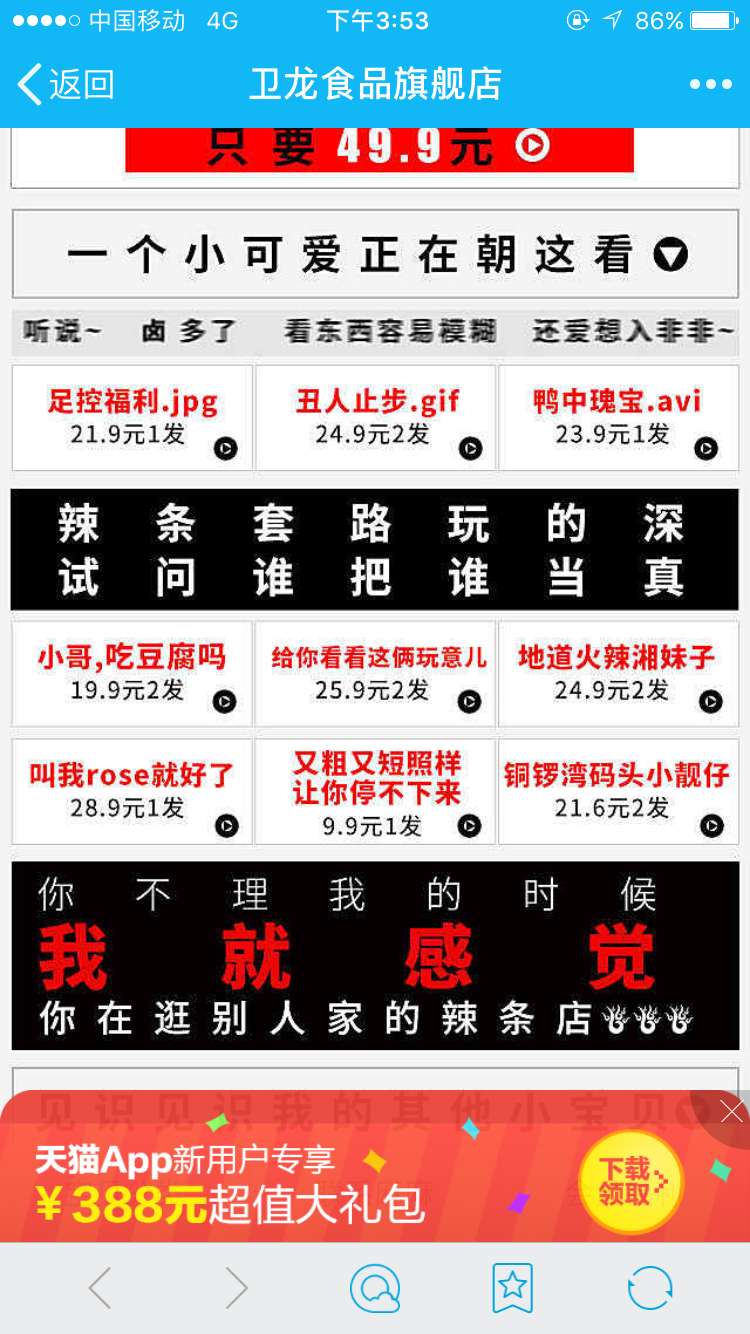 中国移动 4G 下午3:53 86%
返回 卫龙食品旗舰店
只要49.9元
一个小可爱正在朝这看
听说~ 卤多了 看东西容易模糊 还爱想入非非~
足控福利.jpg 丑人止步.gif 鸭中瑰宝.avi
21.9元1发 24.9元2发 23.9元1发
辣条套路玩的深
试问谁把谁当真
小哥,吃豆腐吗 给你看看这俩玩意儿 地道火辣湘妹子
19.9元2发 25.9元2发 24.9元2发
叫我rose就好了 又粗又短照样 铜锣湾码头小靓仔
让你停不下来
28.9元1发 9.9元1发 21.6元2发
你不理我的时候
我就感觉
你在逛别人家的辣条店
见识见识我的其他小宝贝
天猫App新用户专享
¥388元超值大礼包
下载
领取